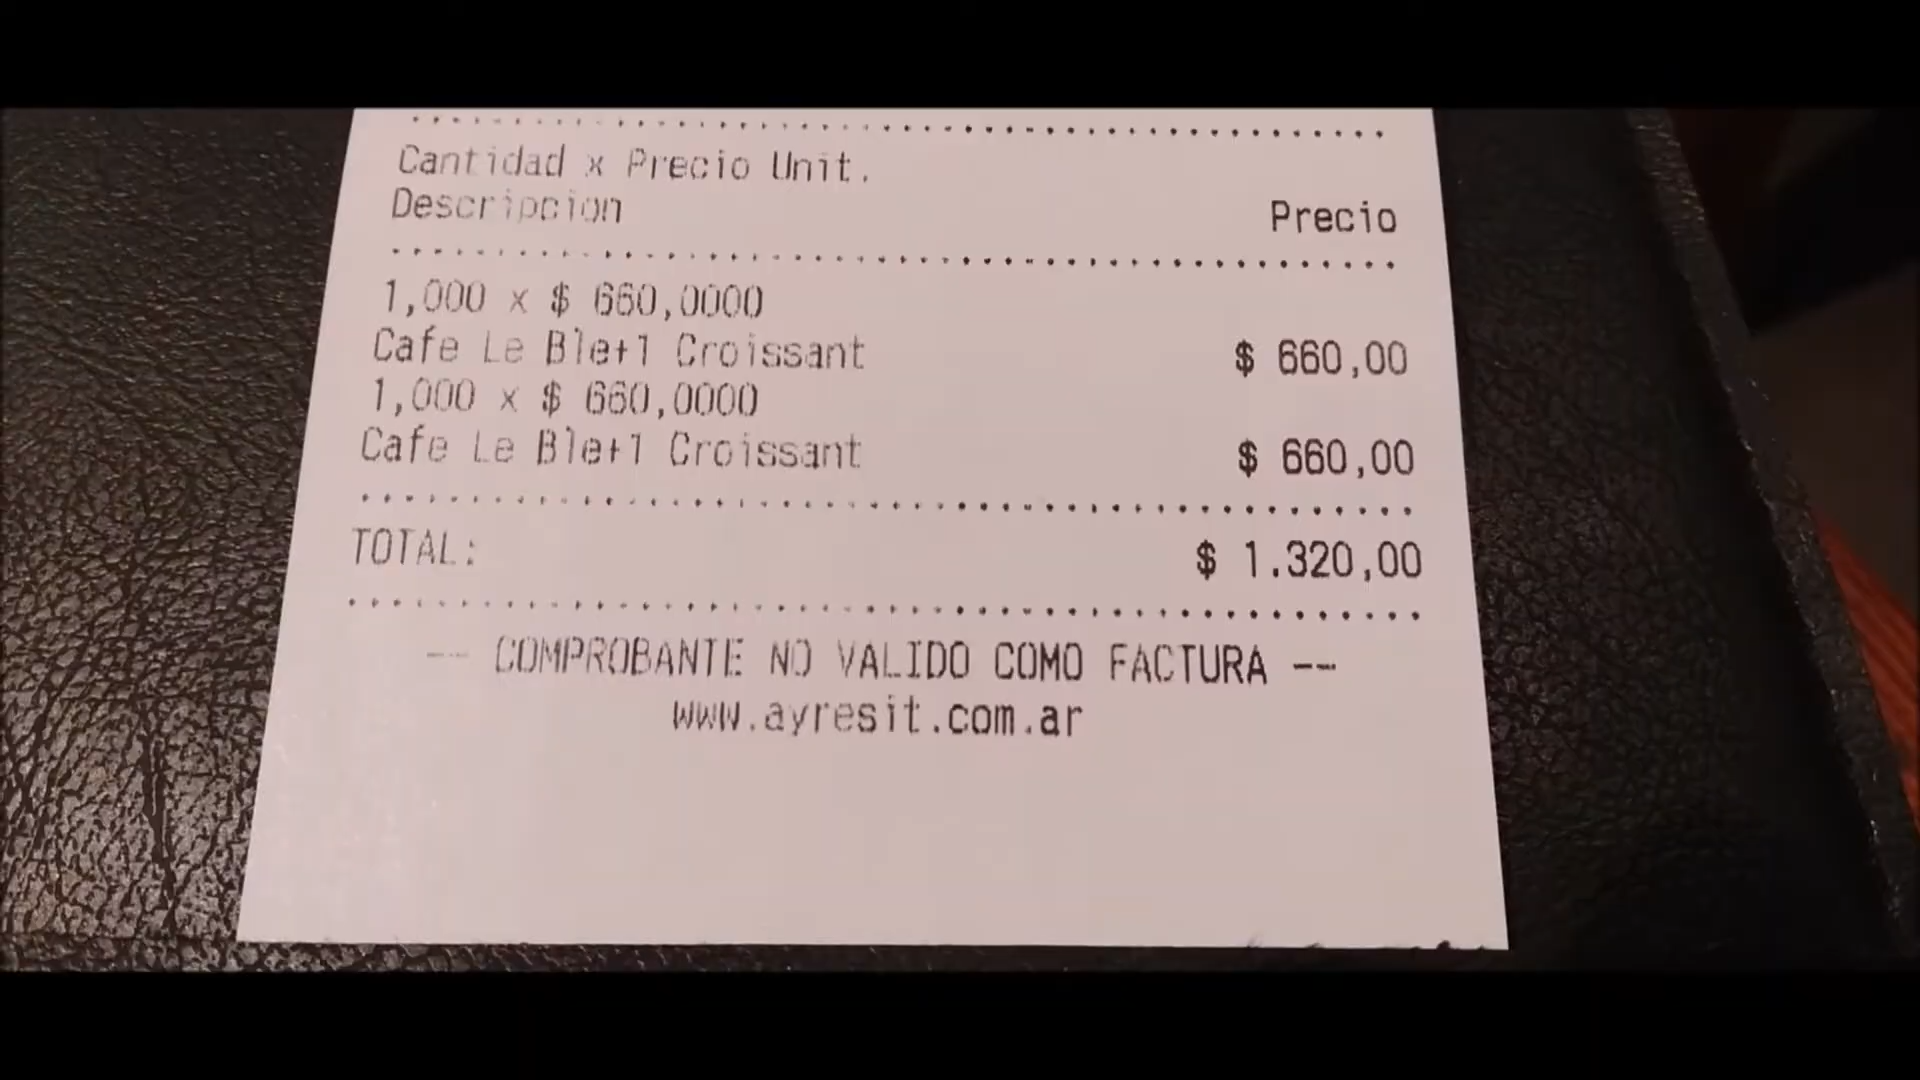 Cantidad x Precio Unit.
Descripcion Precio
1,000 x $ 660,0000
Cafe Le Ble+1 Croissant $ 660,00
1,000 x $ 660,0000
Cafe Le Ble+1 Croissant $ 660,00
TOTAL: $ 1.320,00
-- COMPROBANTE NO VALIDO COMO FACTURA --
www.ayresit.com.ar